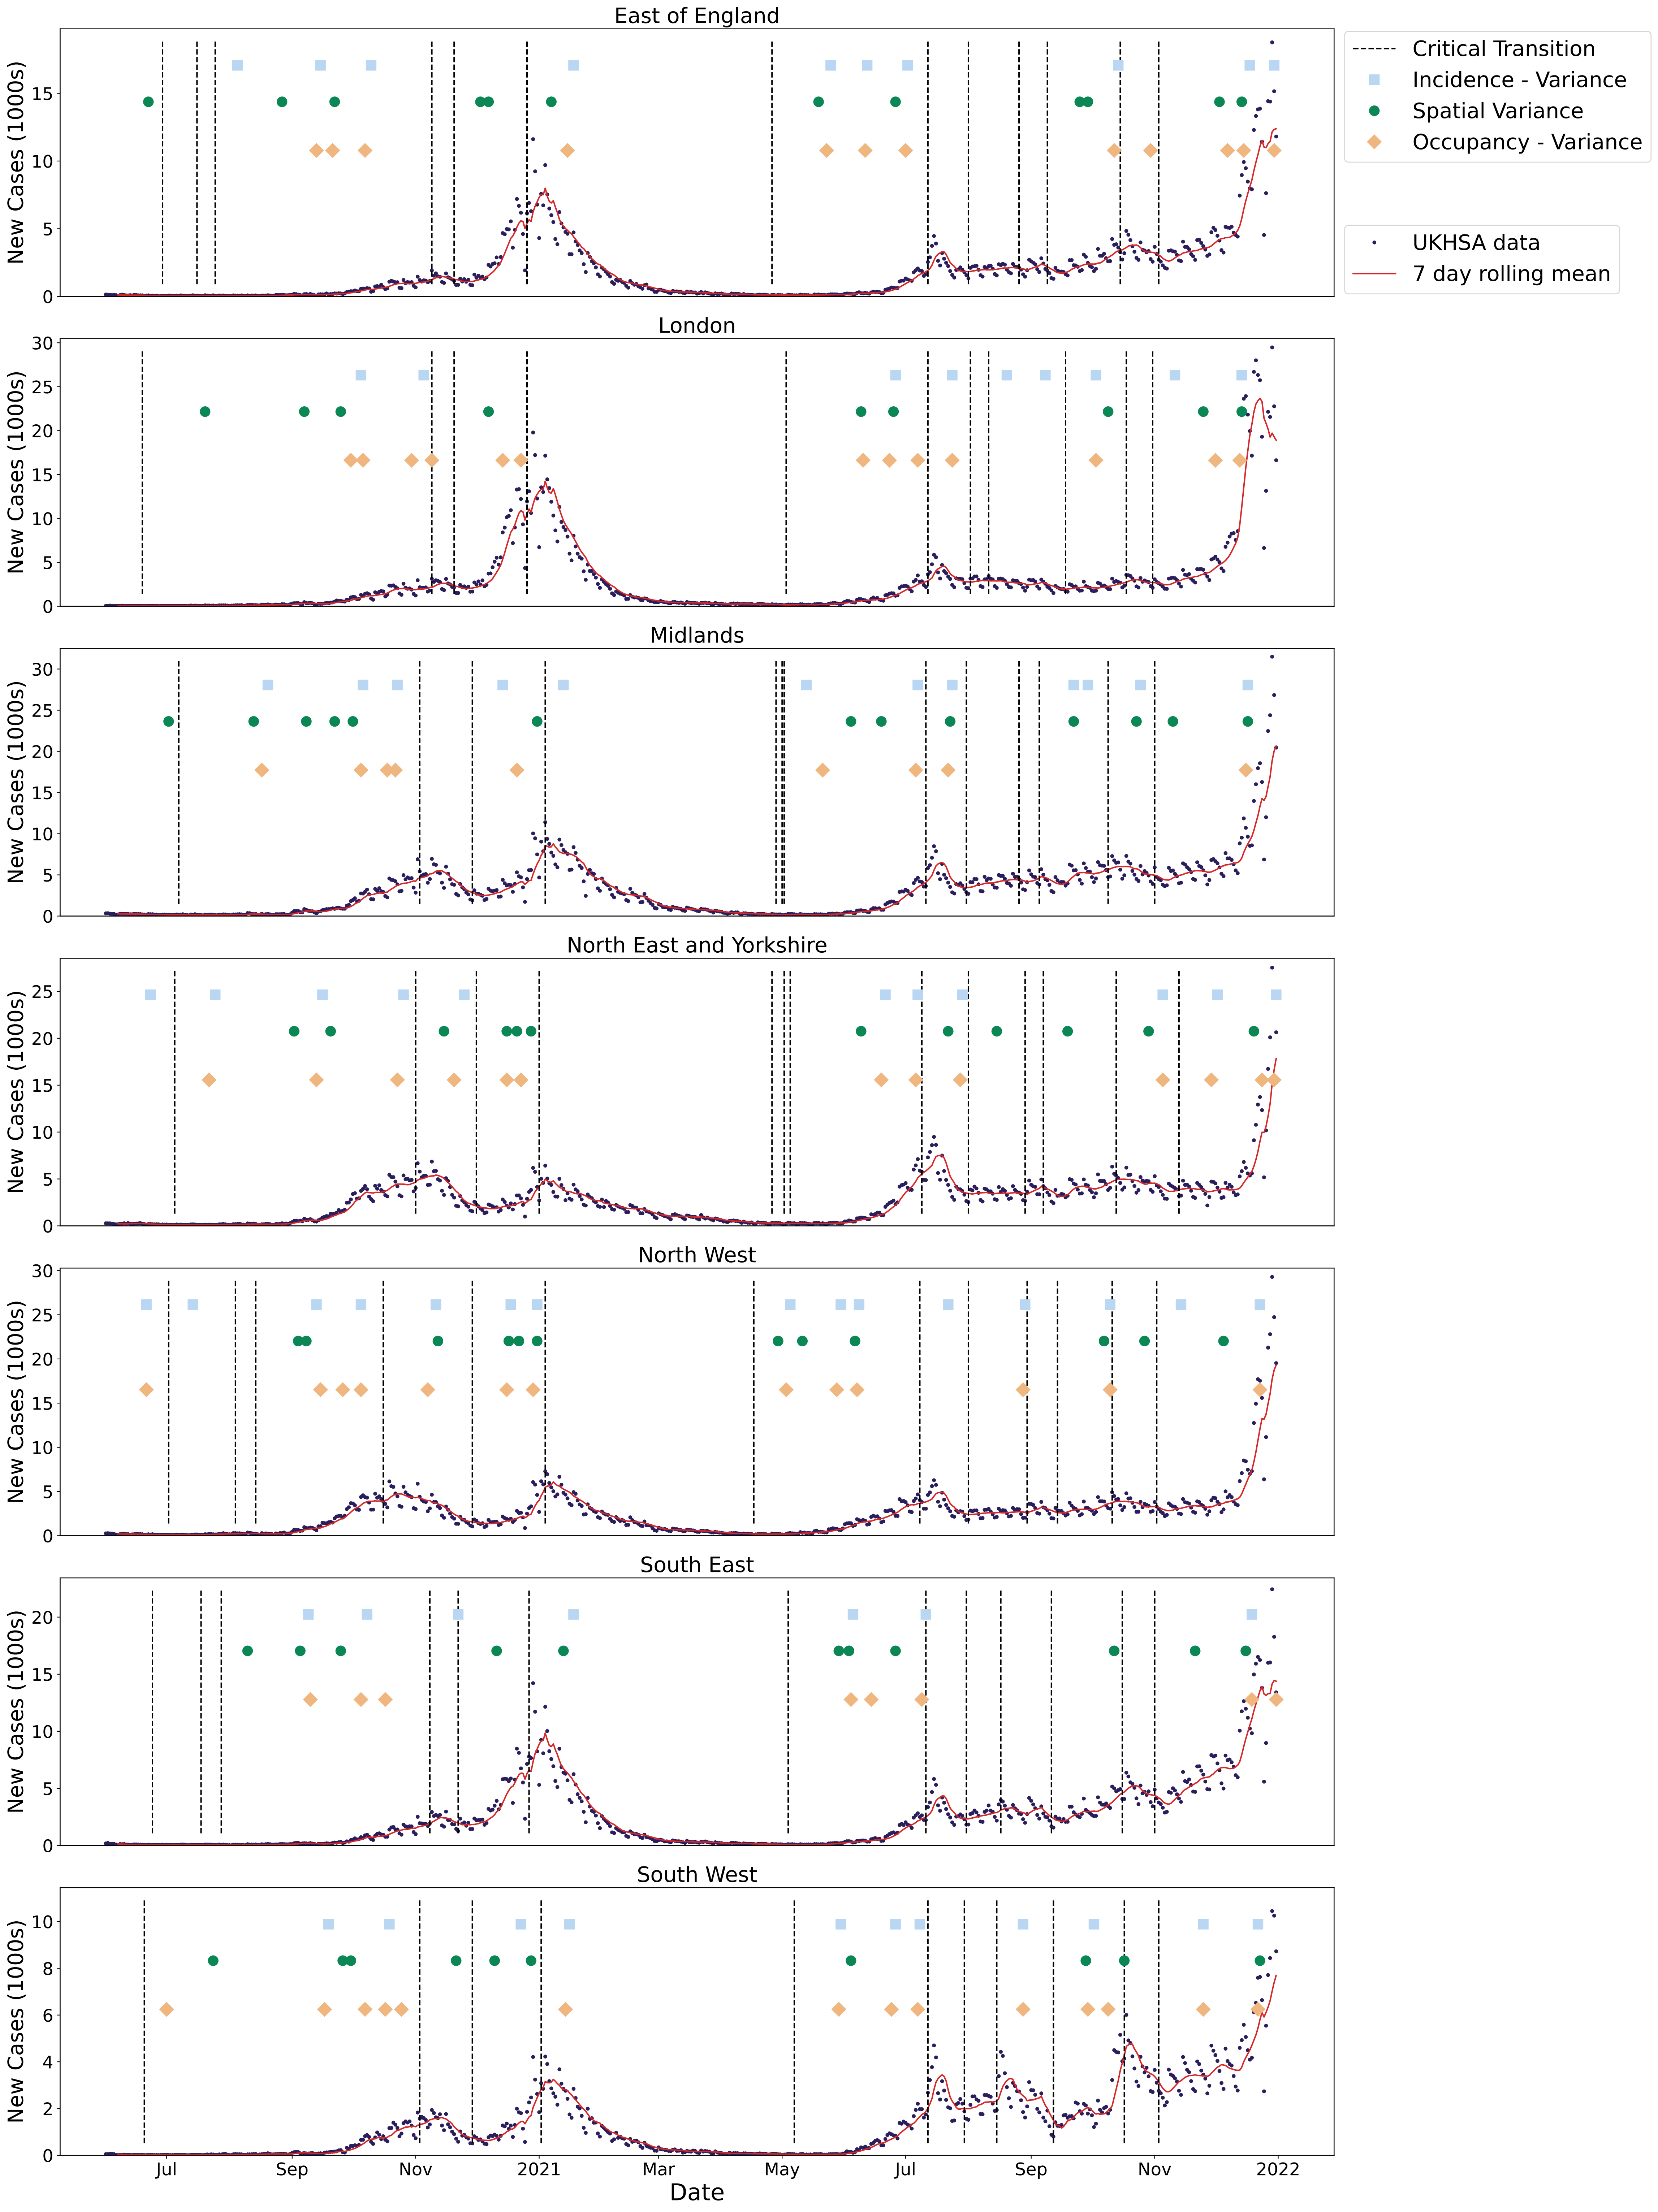 East of England
New Cases (1000s)
15
10
5
0
Critical Transition
Incidence - Variance
Spatial Variance
Occupancy - Variance
UKHSA data
7 day rolling mean
London
New Cases (1000s)
30
25
20
15
10
5
0
Midlands
New Cases (1000s)
30
25
20
15
10
5
0
North East and Yorkshire
New Cases (1000s)
25
20
15
10
5
0
North West
New Cases (1000s)
30
25
20
15
10
5
0
South East
New Cases (1000s)
20
15
10
5
0
South West
New Cases (1000s)
10
8
6
4
2
0
Jul Sep Nov 2021 Mar May Jul Sep Nov 2022
Date